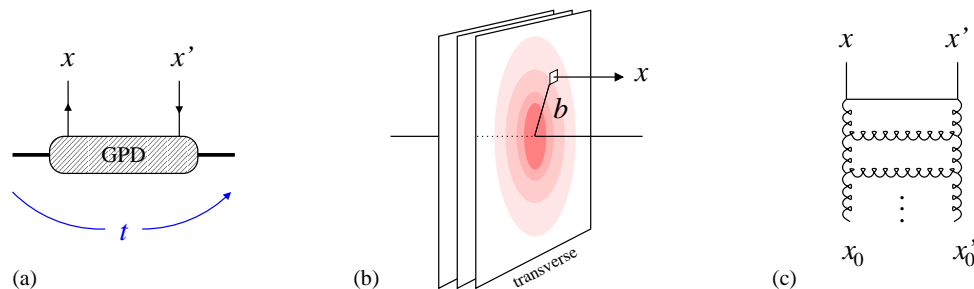 x x'
GPD
t
(a)
x
b
transverse
(b)
x x'
x₀ x₀'
(c)